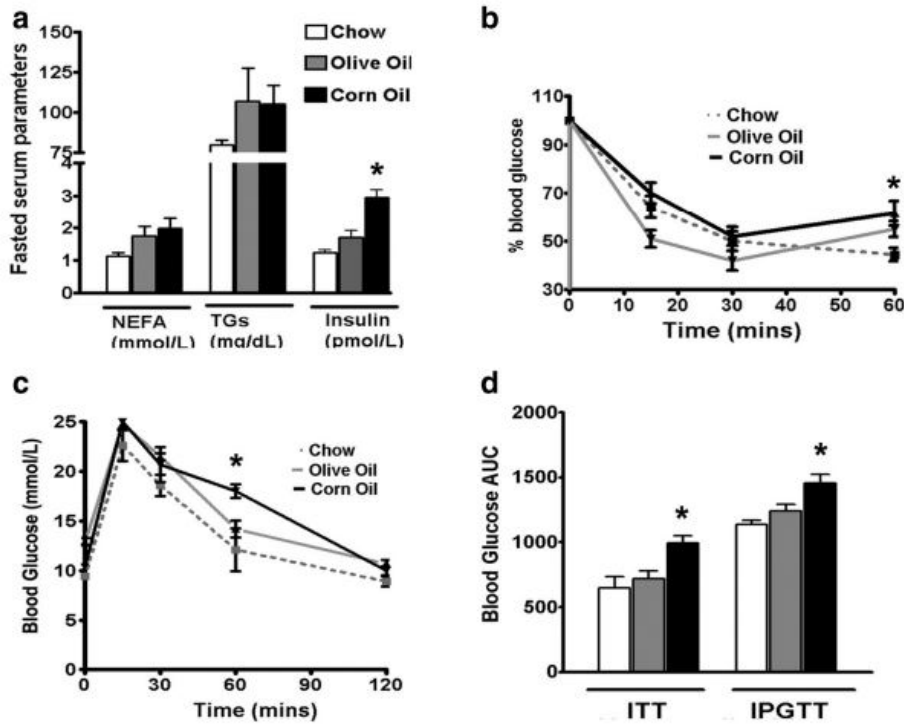 a
Fasted serum parameters
150
125
100
75
4
3
2
1
0
Chow
Olive Oil
Corn Oil
*
NEFA
(mmol/L)
TGs
(mg/dL)
Insulin
(pmol/L)
b
% blood glucose
110
90
70
50
30
Chow
Olive Oil
Corn Oil
*
0 10 20 30 40 50 60
Time (mins)
c
Blood Glucose (mmol/L)
25
20
15
10
5
0
Chow
Olive Oil
Corn Oil
*
0 30 60 90 120
Time (mins)
d
Blood Glucose AUC
2000
1500
1000
500
0
*
*
ITT
IPGTT